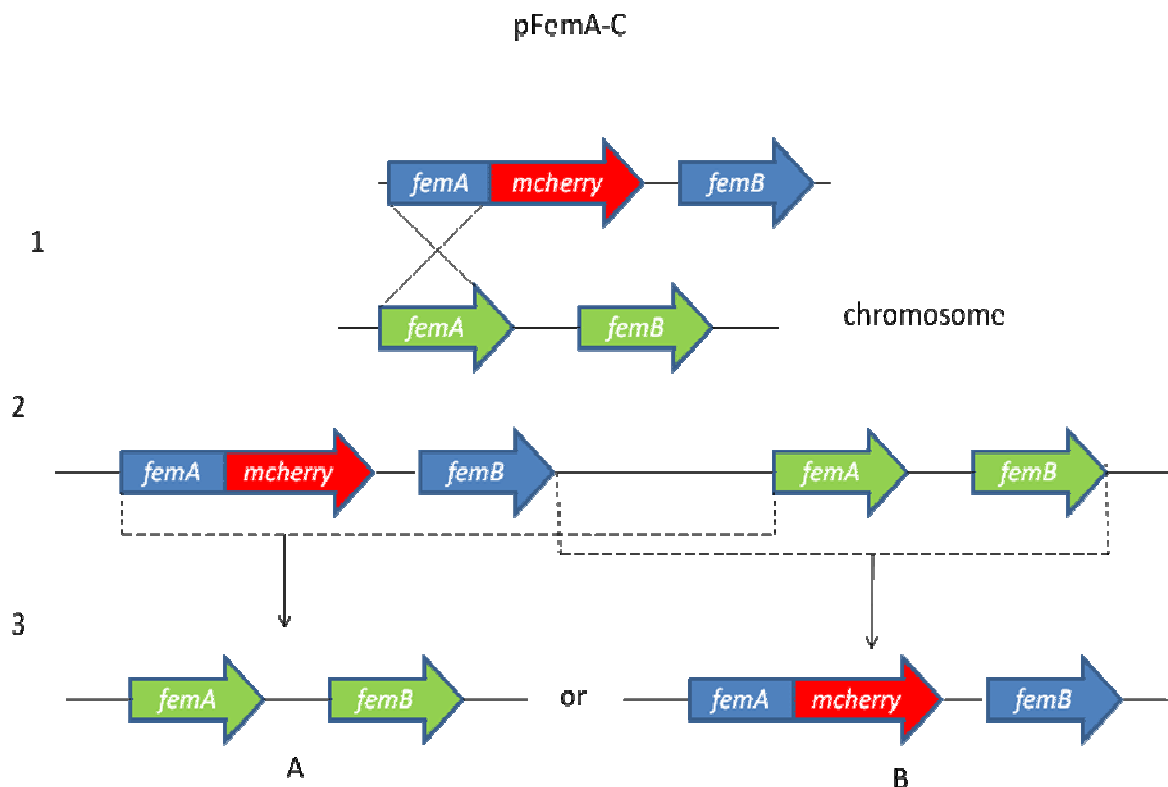 pFemA-C
femA mcherry femB
1
femA femB chromosome
2
femA mcherry femB femA femB
3
femA femB or femA mcherry femB
A B